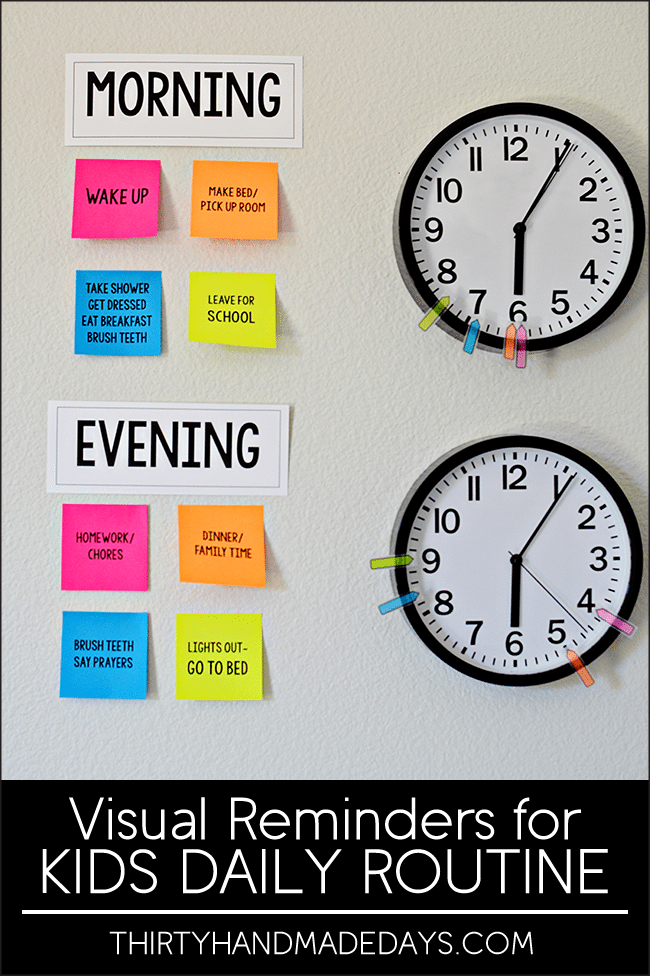 MORNING
WAKE UP
MAKE BED/
PICK UP ROOM
TAKE SHOWER
GET DRESSED
EAT BREAKFAST
BRUSH TEETH
LEAVE FOR
SCHOOL
12
1
2
3
4
5
6
7
8
9
10
11
EVENING
HOMEWORK/
CHORES
DINNER/
FAMILY TIME
BRUSH TEETH
SAY PRAYERS
LIGHTS OUT-
GO TO BED
12
1
2
3
4
5
6
7
8
9
10
11
Visual Reminders for
KIDS DAILY ROUTINE
THIRTYHANDMADEDAYS.COM